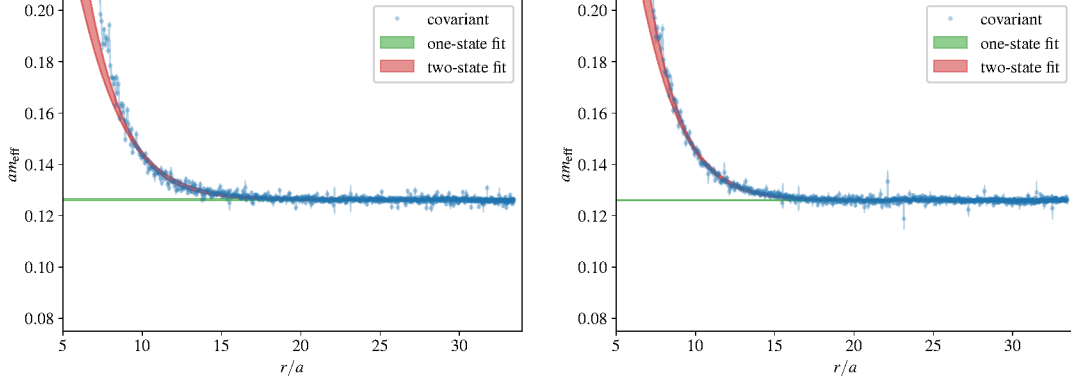 0.20
0.18
0.16
0.14
0.12
0.10
0.08
am_eff
5
10
15
20
25
30
r/a
covariant
one-state fit
two-state fit
0.20
0.18
0.16
0.14
0.12
0.10
0.08
am_eff
5
10
15
20
25
30
r/a
covariant
one-state fit
two-state fit